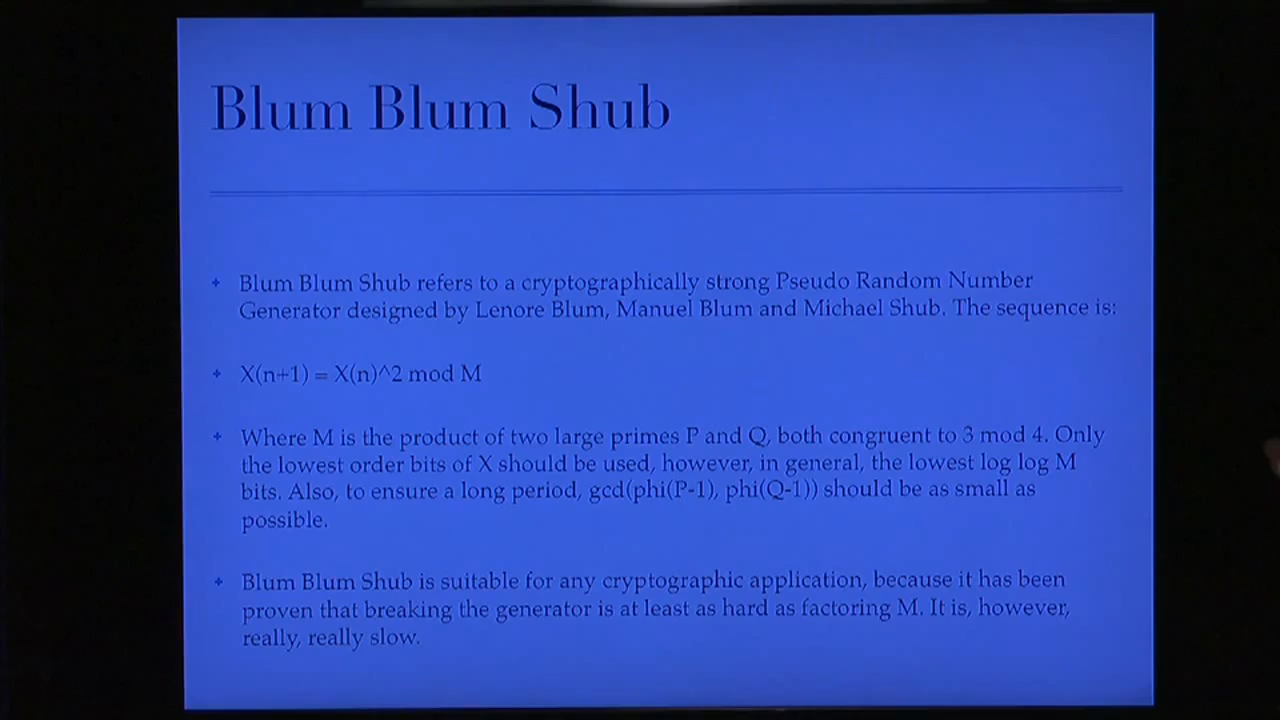 Blum Blum Shub
Blum Blum Shub refers to a cryptographically strong Pseudo Random Number
Generator designed by Lenore Blum, Manuel Blum and Michael Shub. The sequence is:
X(n+1) = X(n)^2 mod M
Where M is the product of two large primes P and Q, both congruent to 3 mod 4. Only
the lowest order bits of X should be used, however, in general, the lowest log log M
bits. Also, to ensure a long period, gcd(phi(P-1), phi(Q-1)) should be as small as
possible.
Blum Blum Shub is suitable for any cryptographic application, because it has been
proven that breaking the generator is at least as hard as factoring M. It is, however,
really, really slow.